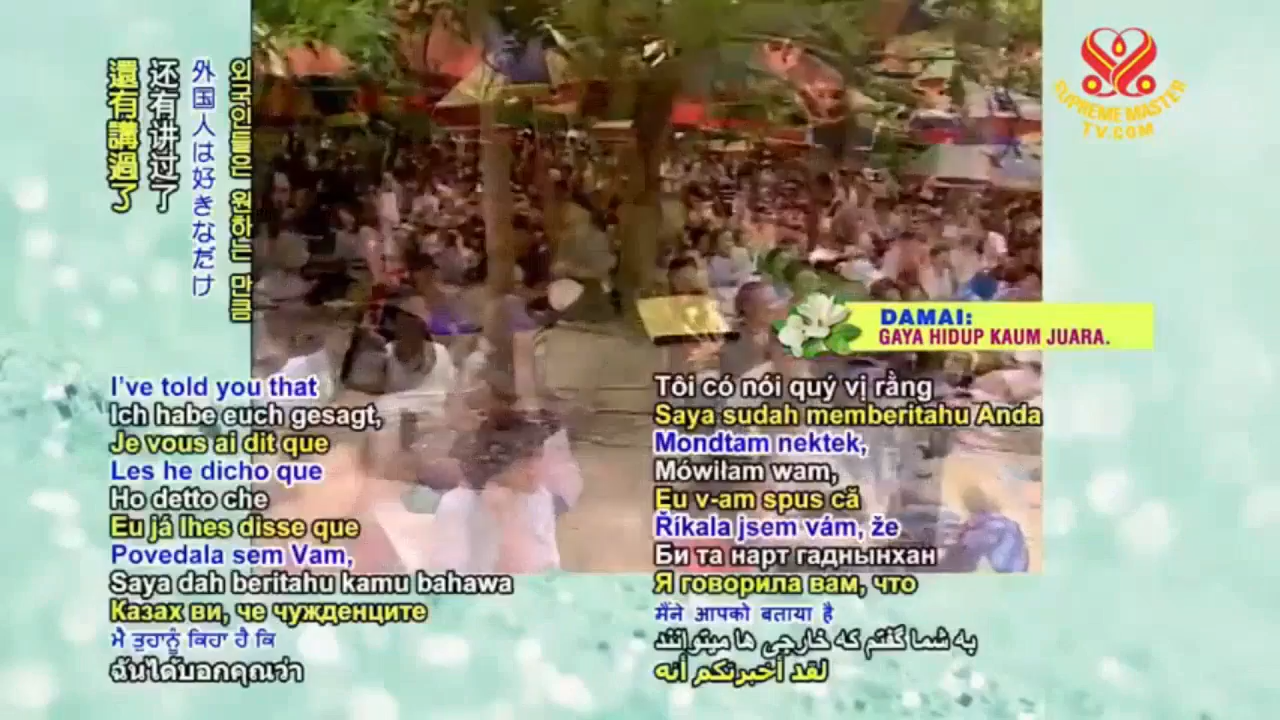 還有講過了
还有讲过了
外国人は好きなだけ
외국인들은 원하는 만큼
SUPREME MASTER
TV.COM
DAMAI:
GAYA HIDUP KAUM JUARA.
I've told you that
Ich habe euch gesagt,
Je vous ai dit que
Les he dicho que
Ho detto che
Eu já lhes disse que
Povedala sem Vam,
Saya dah beritahu kamu bahawa
Казах ви, че чужденците
ਮੈ ਤੁਹਾਨੂੰ ਕਿਹਾ ਹੈ ਕਿ
ฉันได้บอกคุณว่า
Tôi có nói quý vị rằng
Saya sudah memberitahu Anda
Mondtam nektek,
Mówiłam wam,
Eu v-am spus că
Říkala jsem vám, že
Би та нарт гаднынхан
Я говорила вам, что
मैंने आपको बताया है
به شما گفتم که خارجی ها میتوانند
لقد أخبرتكم أنه